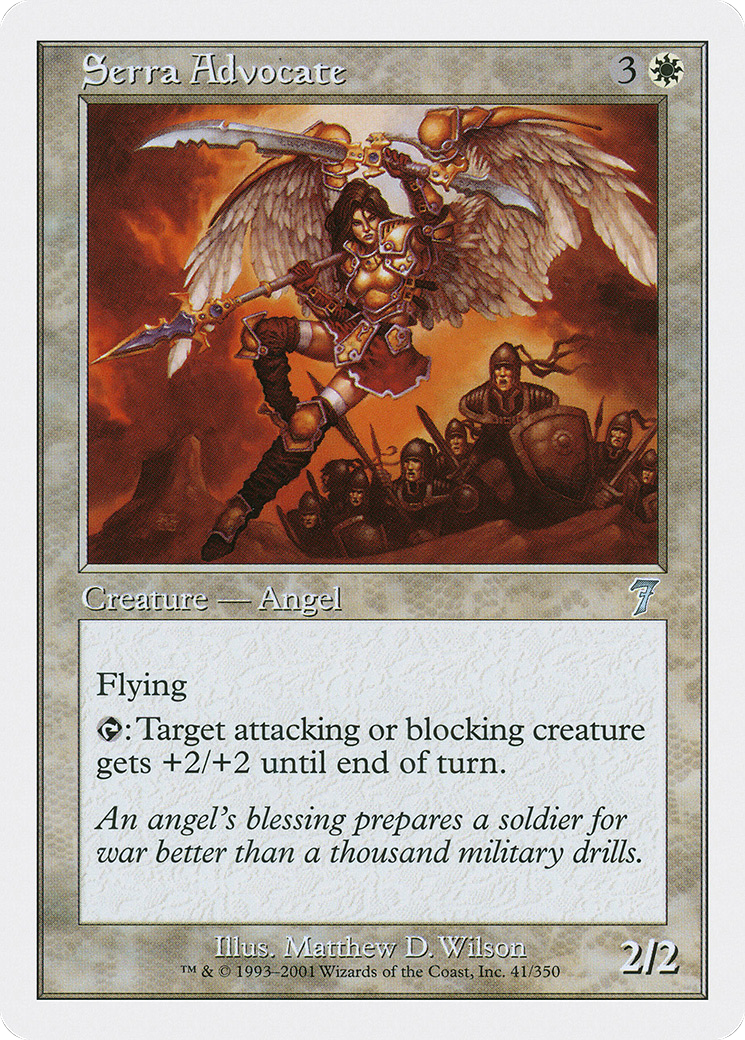 Serra Advocate
3
Creature — Angel
7
Flying
: Target attacking or blocking creature
gets +2/+2 until end of turn.
An angel's blessing prepares a soldier for
war better than a thousand military drills.
Illus. Matthew D. Wilson
™ & © 1993–2001 Wizards of the Coast, Inc. 41/350
2/2